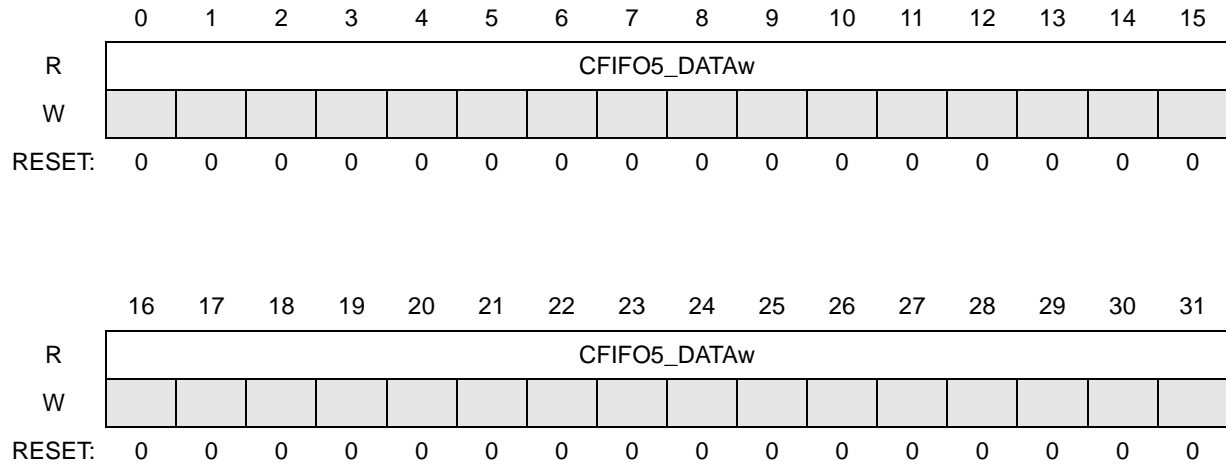 0 1 2 3 4 5 6 7 8 9 10 11 12 13 14 15
R CFIFO5_DATAw
W
RESET: 0 0 0 0 0 0 0 0 0 0 0 0 0 0 0 0
16 17 18 19 20 21 22 23 24 25 26 27 28 29 30 31
R CFIFO5_DATAw
W
RESET: 0 0 0 0 0 0 0 0 0 0 0 0 0 0 0 0